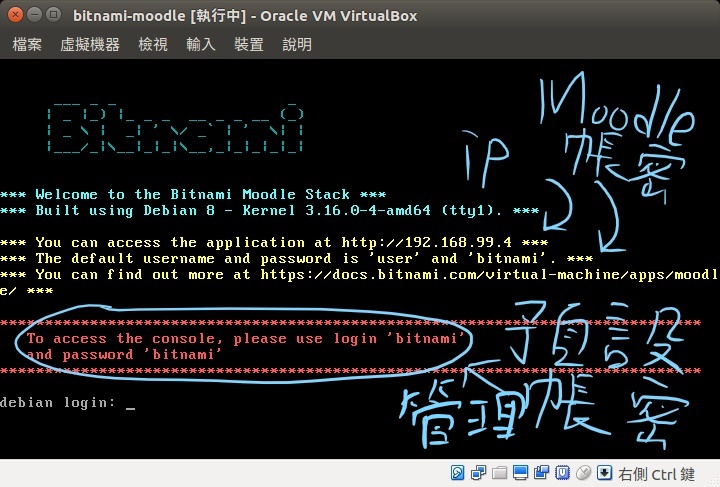 bitnami-moodle [執行中] - Oracle VM VirtualBox
檔案 虛擬機器 檢視 輸入 裝置 說明
Bitnami
Moodle
iP 帳密
*** Welcome to the Bitnami Moodle Stack ***
*** Built using Debian 8 - Kernel 3.16.0-4-amd64 (tty1). ***
*** You can access the application at http://192.168.99.4 ***
*** The default username and password is 'user' and 'bitnami'. ***
*** You can find out more at https://docs.bitnami.com/virtual-machine/apps/moodl
e/ ***
預設
To access the console, please use login 'bitnami'
and password 'bitnami'
管理帳密
debian login: _
右側 Ctrl 鍵